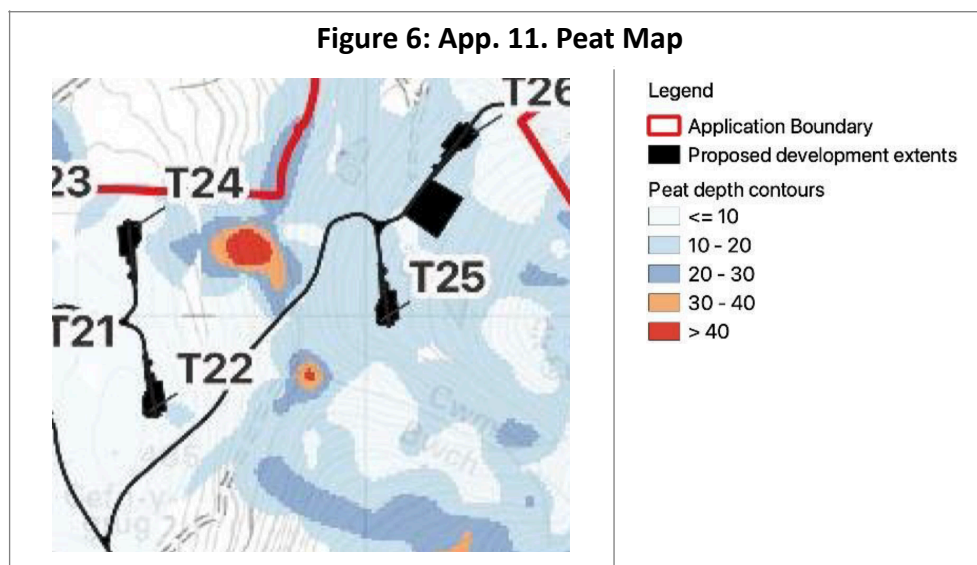 Figure 6: App. 11. Peat Map
T26
23
T24
T25
T21
T22
Cwm
Bwch
Legend
Application Boundary
Proposed development extents
Peat depth contours
<= 10
10 - 20
20 - 30
30 - 40
> 40